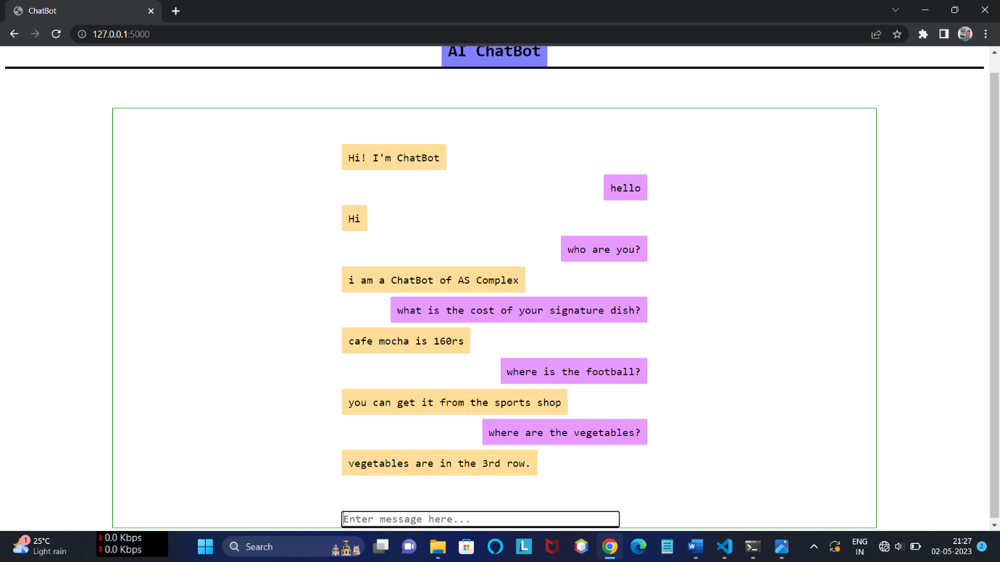 ChatBot
127.0.0.1:5000
AI ChatBot
Hi! I'm ChatBot
hello
Hi
who are you?
i am a ChatBot of AS Complex
what is the cost of your signature dish?
cafe mocha is 160rs
where is the football?
you can get it from the sports shop
where are the vegetables?
vegetables are in the 3rd row.
Enter message here...
1
25°C
Light rain
0.0 Kbps
0.0 Kbps
Search
L
W
ENG
IN
21:27
02-05-2023
2